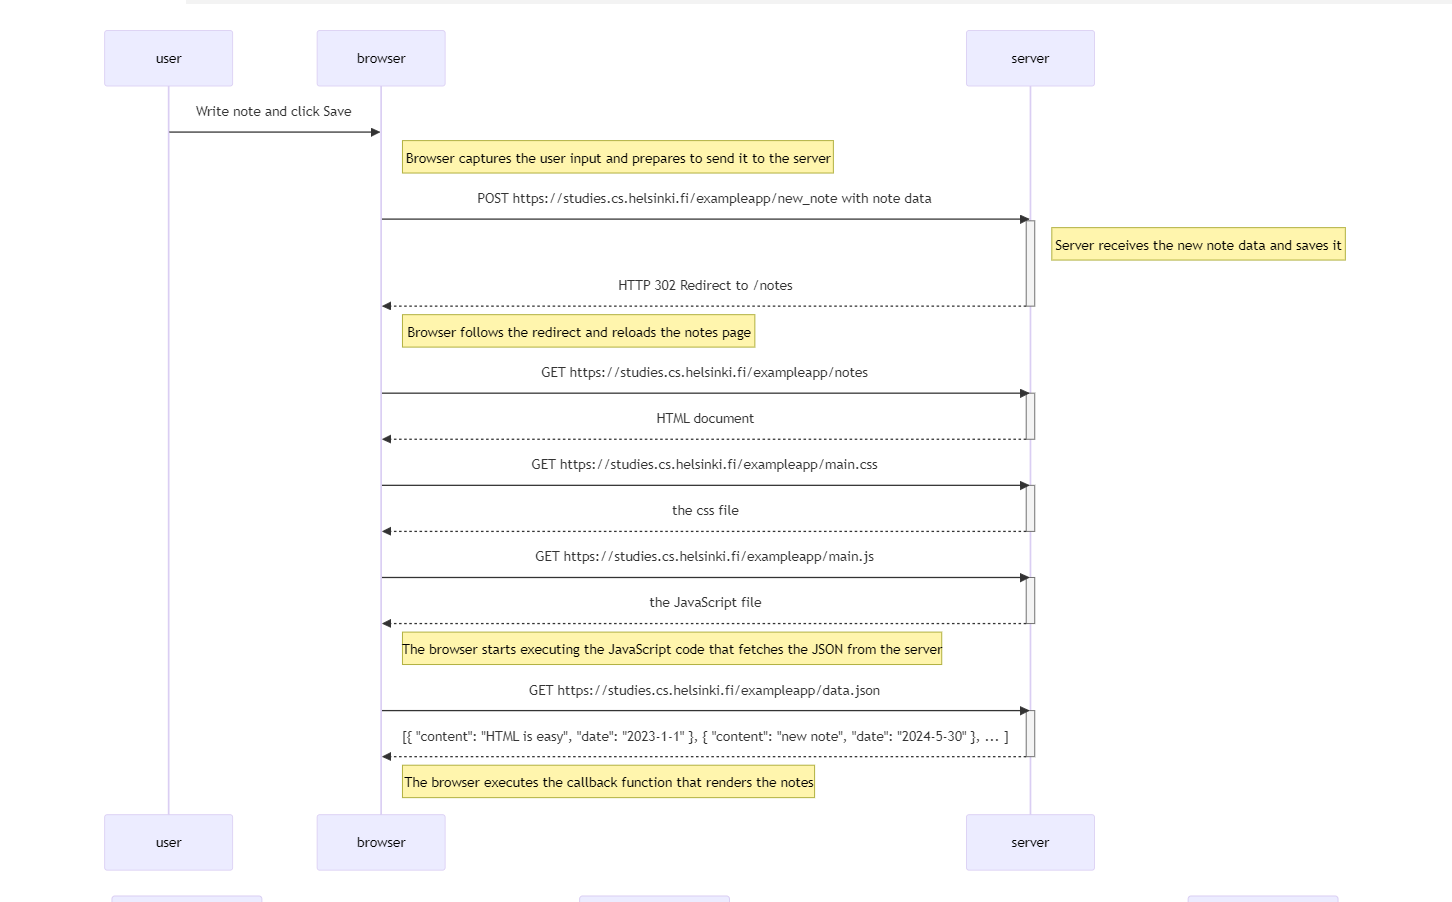 user
browser
server
Write note and click Save
Browser captures the user input and prepares to send it to the server
POST https://studies.cs.helsinki.fi/exampleapp/new_note with note data
Server receives the new note data and saves it
HTTP 302 Redirect to /notes
Browser follows the redirect and reloads the notes page
GET https://studies.cs.helsinki.fi/exampleapp/notes
HTML document
GET https://studies.cs.helsinki.fi/exampleapp/main.css
the css file
GET https://studies.cs.helsinki.fi/exampleapp/main.js
the JavaScript file
The browser starts executing the JavaScript code that fetches the JSON from the server
GET https://studies.cs.helsinki.fi/exampleapp/data.json
[{ "content": "HTML is easy", "date": "2023-1-1" }, { "content": "new note", "date": "2024-5-30" }, ... ]
The browser executes the callback function that renders the notes
user
browser
server